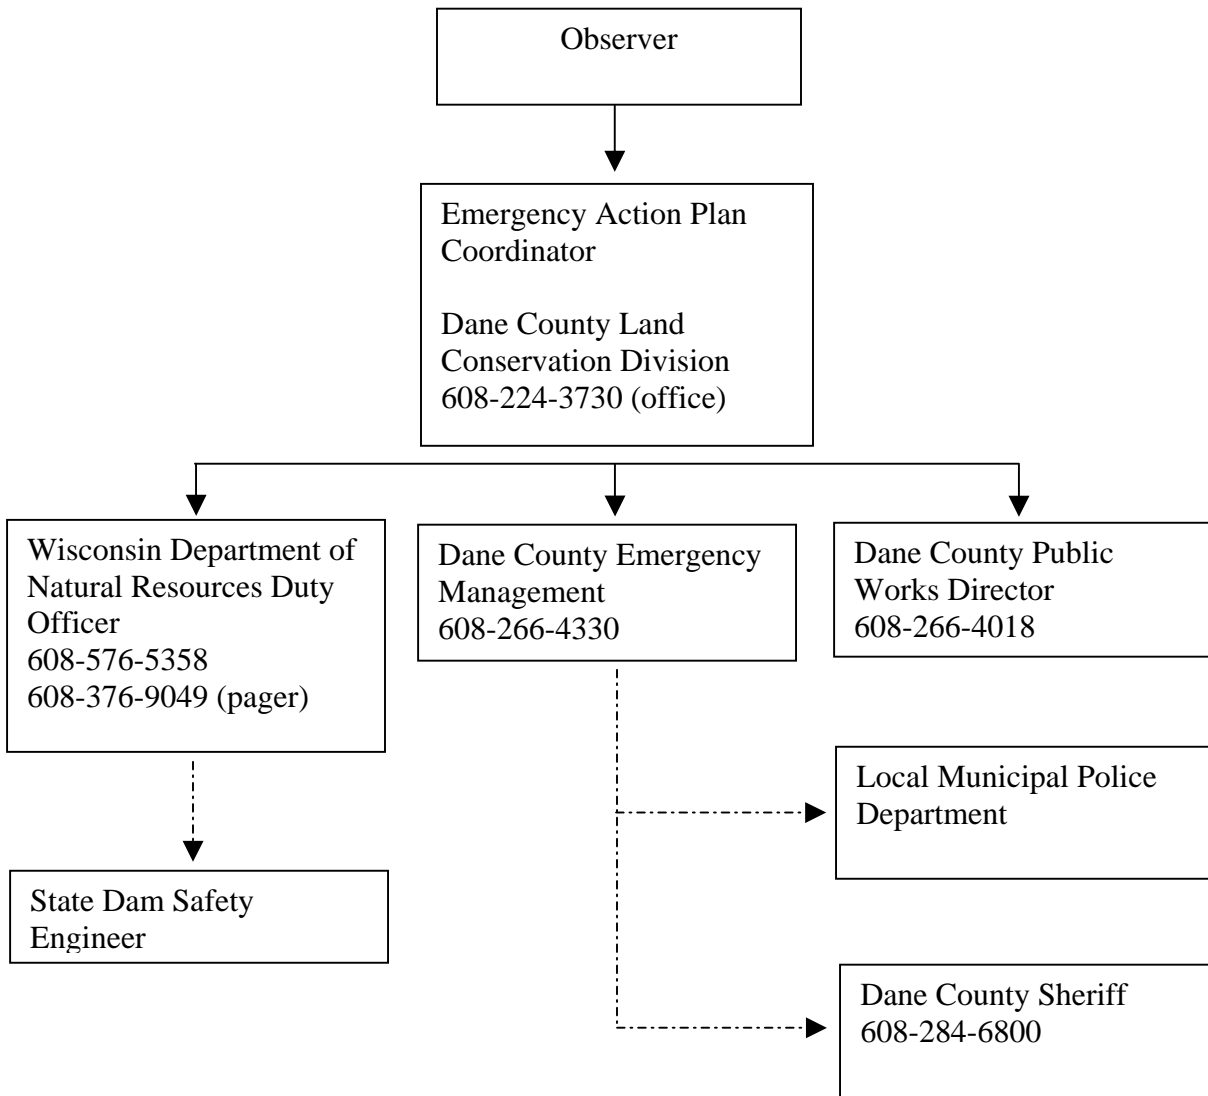 Observer
Emergency Action Plan
Coordinator
Dane County Land
Conservation Division
608-224-3730 (office)
Wisconsin Department of
Natural Resources Duty
Officer
608-576-5358
608-376-9049 (pager)
Dane County Emergency
Management
608-266-4330
Dane County Public
Works Director
608-266-4018
Local Municipal Police
Department
State Dam Safety
Engineer
Dane County Sheriff
608-284-6800